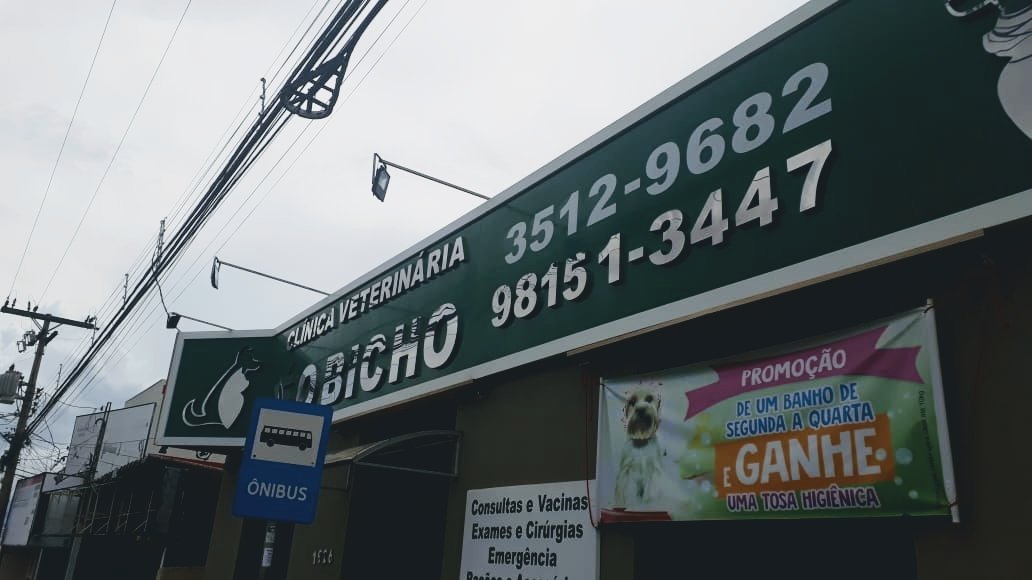 CLÍNICA VETERINÁRIA
BICHO
3512-9682
98151-3447
ÔNIBUS
1526
Consultas e Vacinas
Exames e Cirúrgias
Emergência
PROMOÇÃO
DE UM BANHO DE
SEGUNDA A QUARTA
E GANHE
UMA TOSA HIGIÊNICA